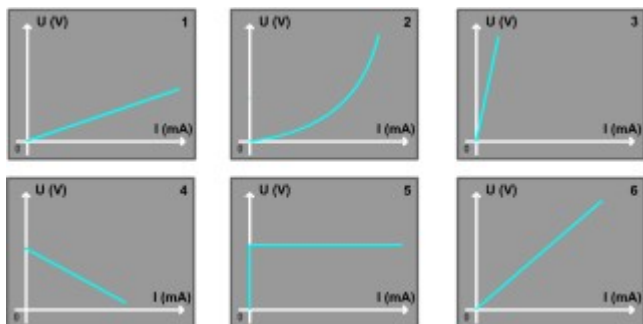 U (V) 1
I (mA)
0
U (V) 2
I (mA)
0
U (V) 3
I (mA)
0
U (V) 4
I (mA)
0
U (V) 5
I (mA)
0
U (V) 6
I (mA)
0